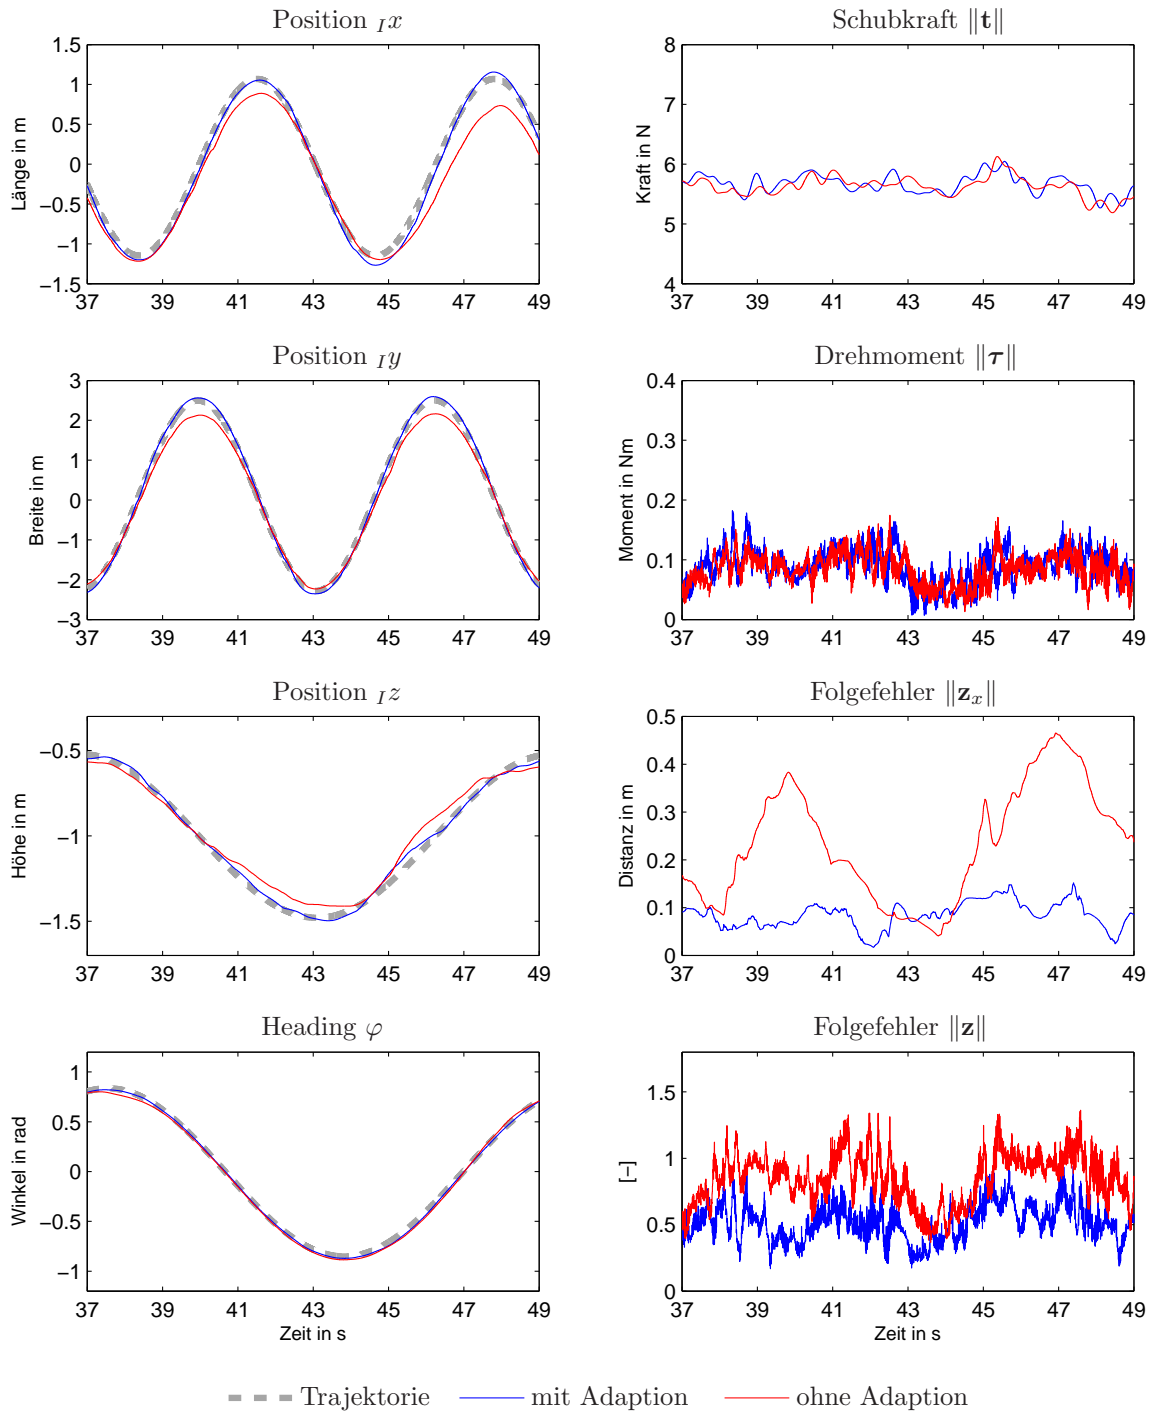 Position I x
Länge in m
1.5
1
0.5
0
−0.5
−1
−1.5
37 39 41 43 45 47 49
Schubkraft ‖t‖
Kraft in N
8
7
6
5
4
37 39 41 43 45 47 49
Position I y
Breite in m
3
2
1
0
−1
−2
−3
37 39 41 43 45 47 49
Drehmoment ‖τ‖
Moment in Nm
0.4
0.3
0.2
0.1
0
37 39 41 43 45 47 49
Position I z
Höhe in m
−0.5
−1
−1.5
37 39 41 43 45 47 49
Folgefehler ‖z_x‖
Distanz in m
0.5
0.4
0.3
0.2
0.1
0
37 39 41 43 45 47 49
Heading φ
Winkel in rad
1
0.5
0
−0.5
−1
37 39 41 43 45 47 49
Zeit in s
Folgefehler ‖z‖
[−]
1.5
1
0.5
0
37 39 41 43 45 47 49
Zeit in s
Trajektorie mit Adaption ohne Adaption